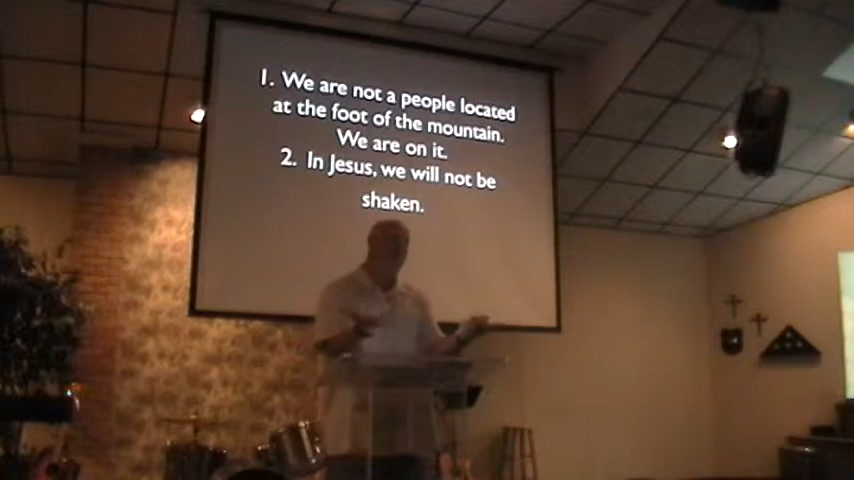 1. We are not a people located
at the foot of the mountain.
We are on it.
2. In Jesus, we will not be
shaken.